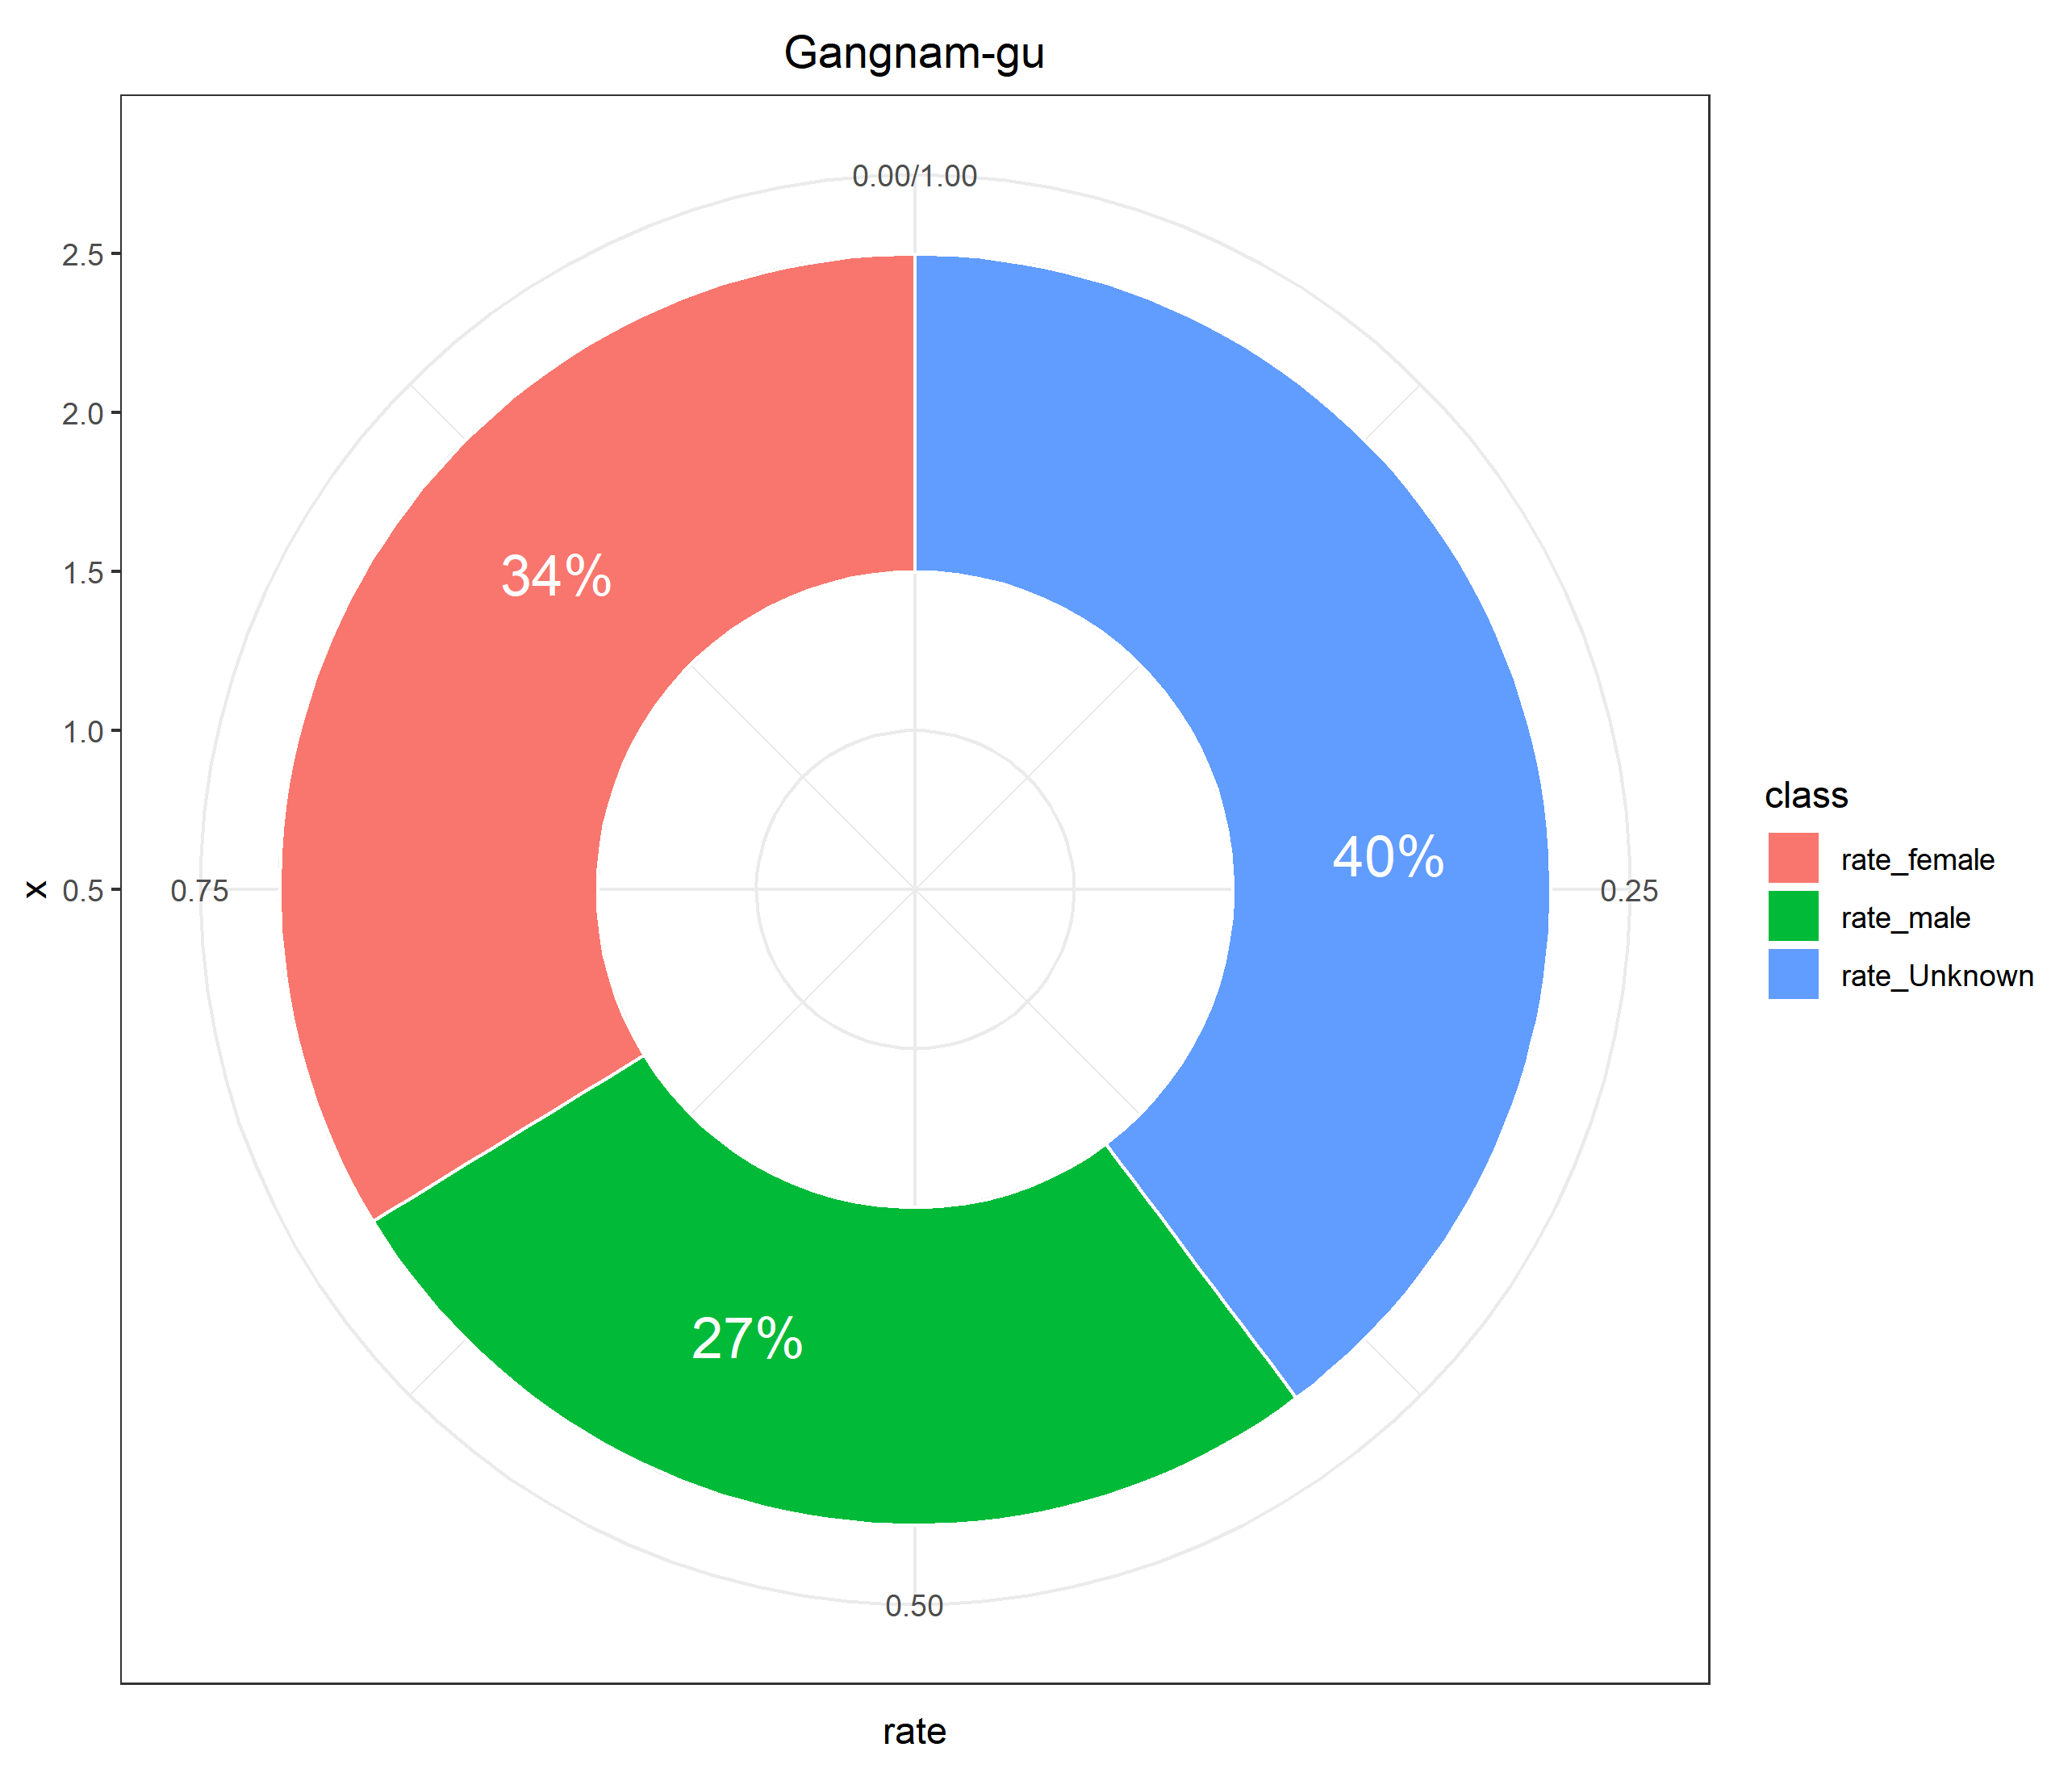 Gangnam-gu
0.00/1.00
2.5
2.0
1.5
1.0
x
0.5
0.75
0.25
0.50
34%
40%
27%
rate
class
rate_female
rate_male
rate_Unknown